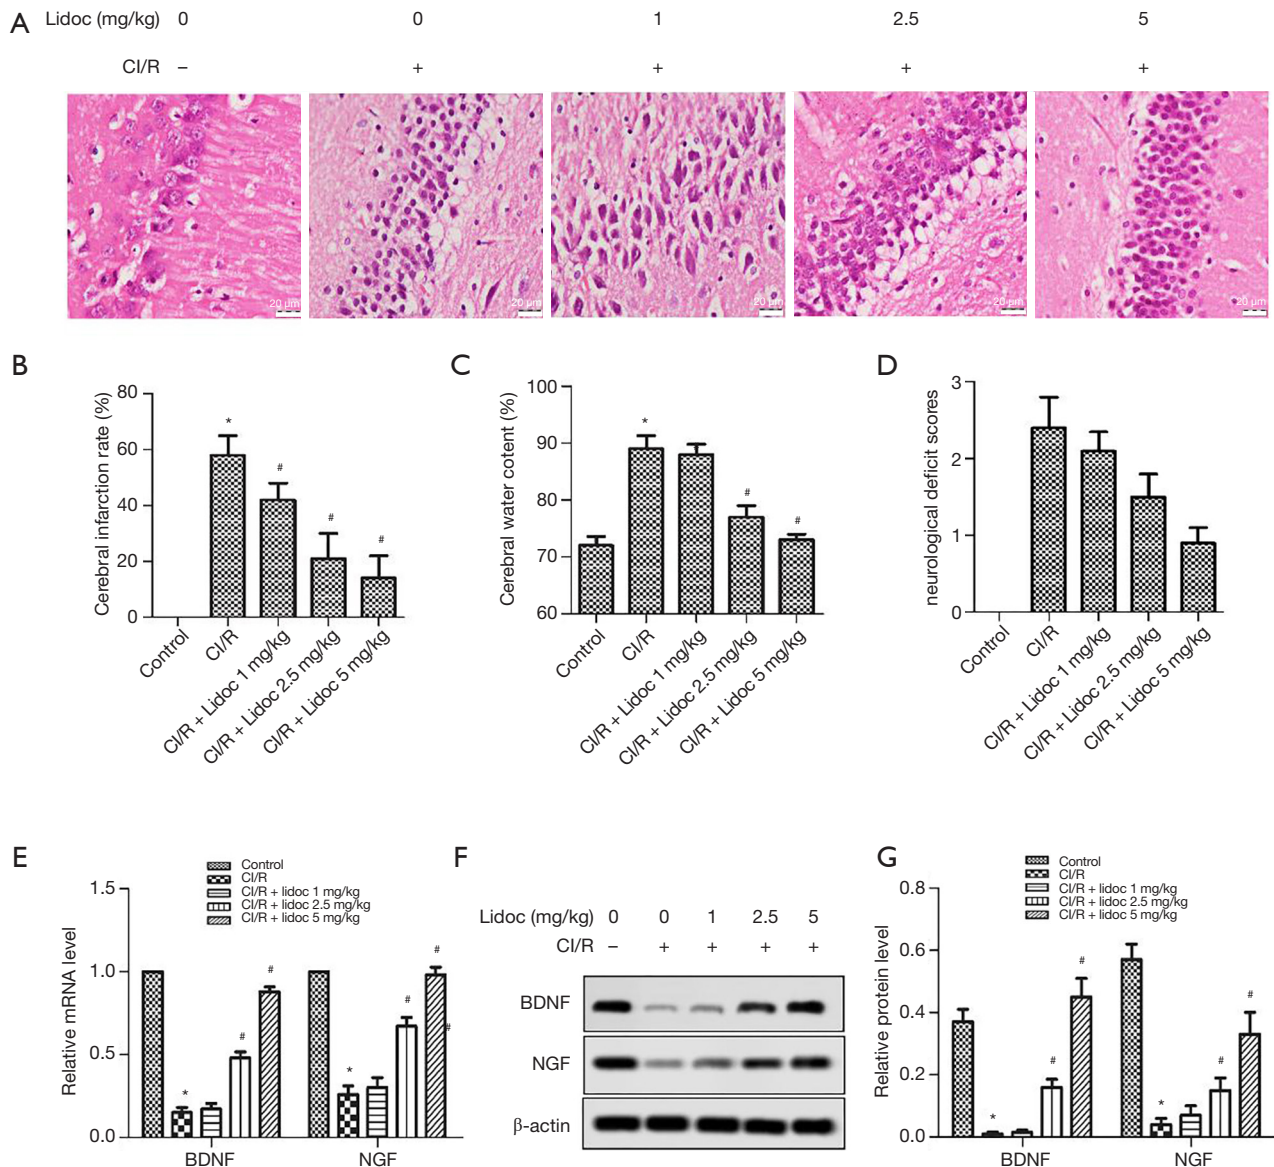 A Lidoc (mg/kg) 0 0 1 2.5 5
CI/R – + + + +
20 μm 20 μm 20 μm 20 μm 20 μm
B
Cerebral infarction rate (%)
80
60
40
20
0
* # # #
Control CI/R CI/R + Lidoc 1 mg/kg CI/R + Lidoc 2.5 mg/kg CI/R + Lidoc 5 mg/kg
C
Cerebral water cotent (%)
100
90
80
70
60
* # #
Control CI/R CI/R + Lidoc 1 mg/kg CI/R + Lidoc 2.5 mg/kg CI/R + Lidoc 5 mg/kg
D
neurological deficit scores
3
2
1
0
Control CI/R CI/R + Lidoc 1 mg/kg CI/R + Lidoc 2.5 mg/kg CI/R + Lidoc 5 mg/kg
E
Control
CI/R
CI/R + lidoc 1 mg/kg
CI/R + lidoc 2.5 mg/kg
CI/R + lidoc 5 mg/kg
Relative mRNA level
1.5
1.0
0.5
0.0
* # # * # # #
BDNF NGF
F
Lidoc (mg/kg) 0 0 1 2.5 5
CI/R – + + + +
BDNF
NGF
β-actin
G
Control
CI/R
CI/R + lidoc 1 mg/kg
CI/R + lidoc 2.5 mg/kg
CI/R + lidoc 5 mg/kg
Relative protein level
0.8
0.6
0.4
0.2
0.0
* # # * # #
BDNF NGF